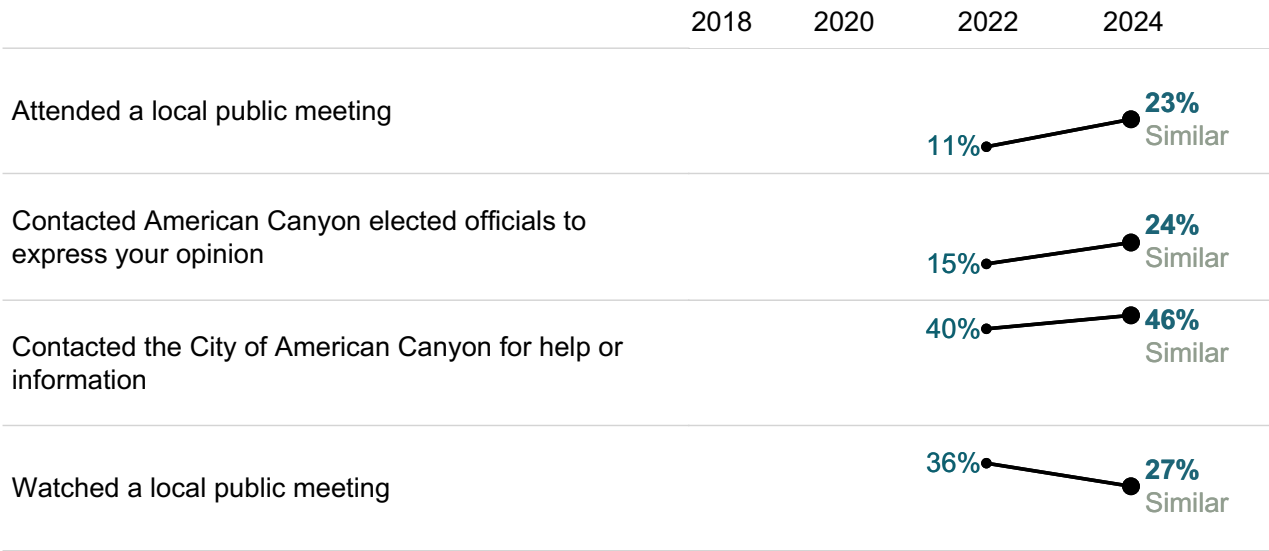 2018 2020 2022 2024
Attended a local public meeting
11%
23%
Similar
Contacted American Canyon elected officials to
express your opinion
15%
24%
Similar
Contacted the City of American Canyon for help or
information
40%
46%
Similar
Watched a local public meeting
36%
27%
Similar